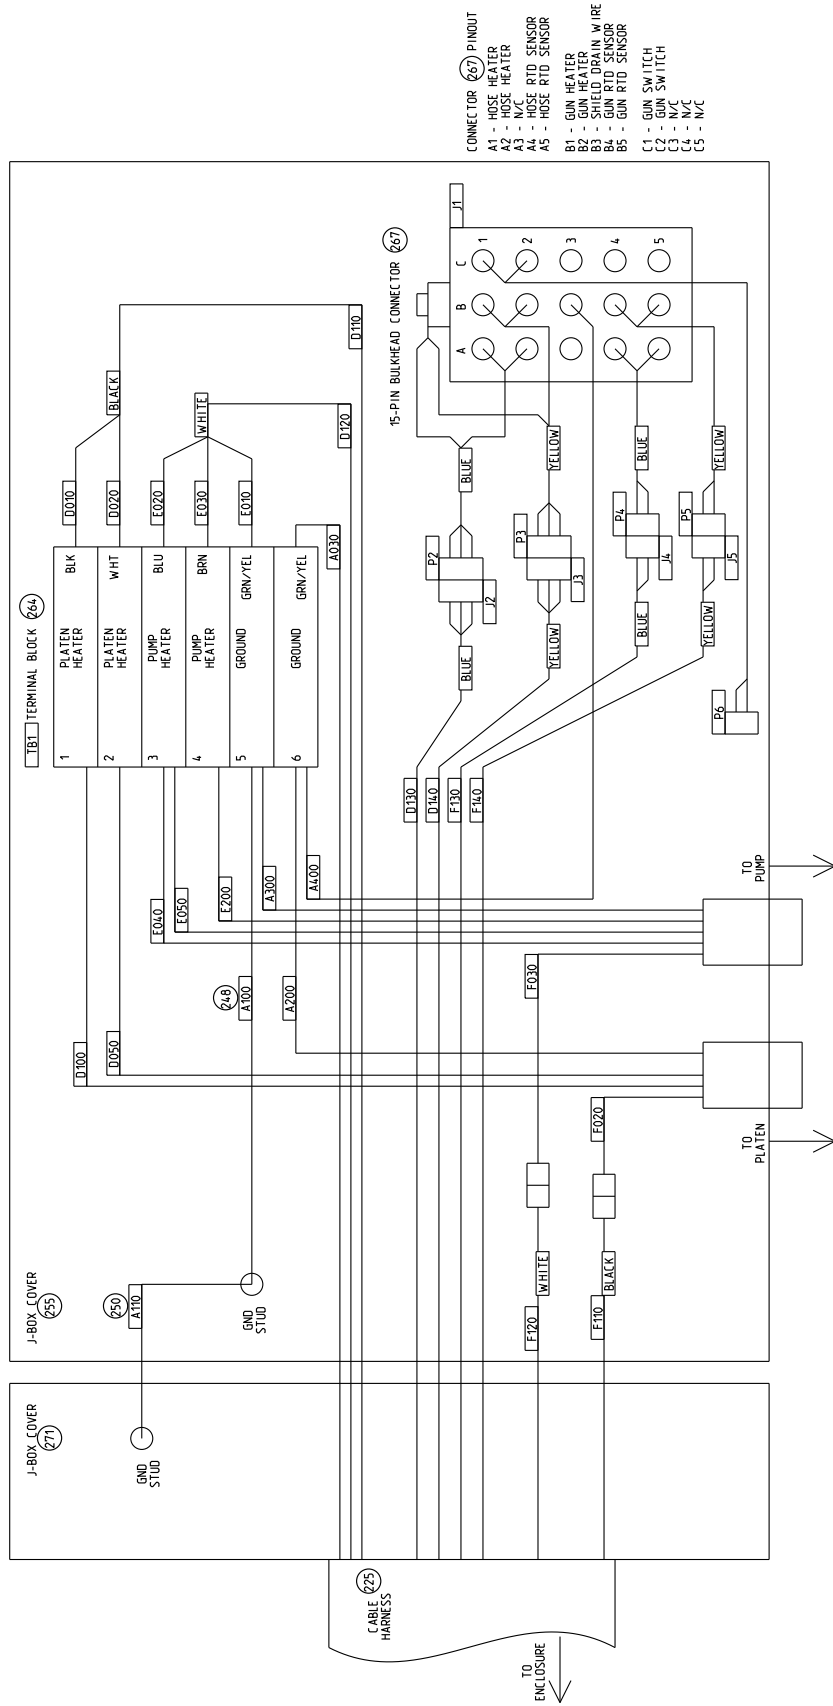 CONNECTOR 267 PINOUT
A1 - HOSE HEATER
A2 - HOSE HEATER
A3 - N/C
A4 - HOSE RTD SENSOR
A5 - HOSE RTD SENSOR
B1 - GUN HEATER
B2 - GUN HEATER
B3 - SHIELD DRAIN WIRE
B4 - GUN RTD SENSOR
B5 - GUN RTD SENSOR
C1 - GUN SWITCH
C2 - GUN SWITCH
C3 - N/C
C4 - N/C
C5 - N/C
J-BOX COVER
271
GND
STUD
J-BOX COVER
255
250
A110
GND
STUD
TB1
TERMINAL BLOCK 264
1
PLATEN
HEATER
BLK
2
PLATEN
HEATER
WHT
3
PUMP
HEATER
BLU
4
PUMP
HEATER
BRN
5
GROUND
GRN/YEL
6
GROUND
GRN/YEL
D010
D020
E020
E030
E010
A030
BLACK
WHITE
D110
D120
D100
D050
E040
E050
E200
A300
A400
248
A100
A200
15-PIN BULKHEAD CONNECTOR 267
J1
A
B
C
1
2
3
4
5
BLUE
YELLOW
BLUE
YELLOW
P2
J2
P3
J3
P4
J4
P5
J5
BLUE
YELLOW
BLUE
YELLOW
P6
D130
D140
F130
F140
F030
F020
WHITE
BLACK
F120
F110
TO
PUMP
TO
PLATEN
CABLE
HARNESS
225
TO
ENCLOSURE